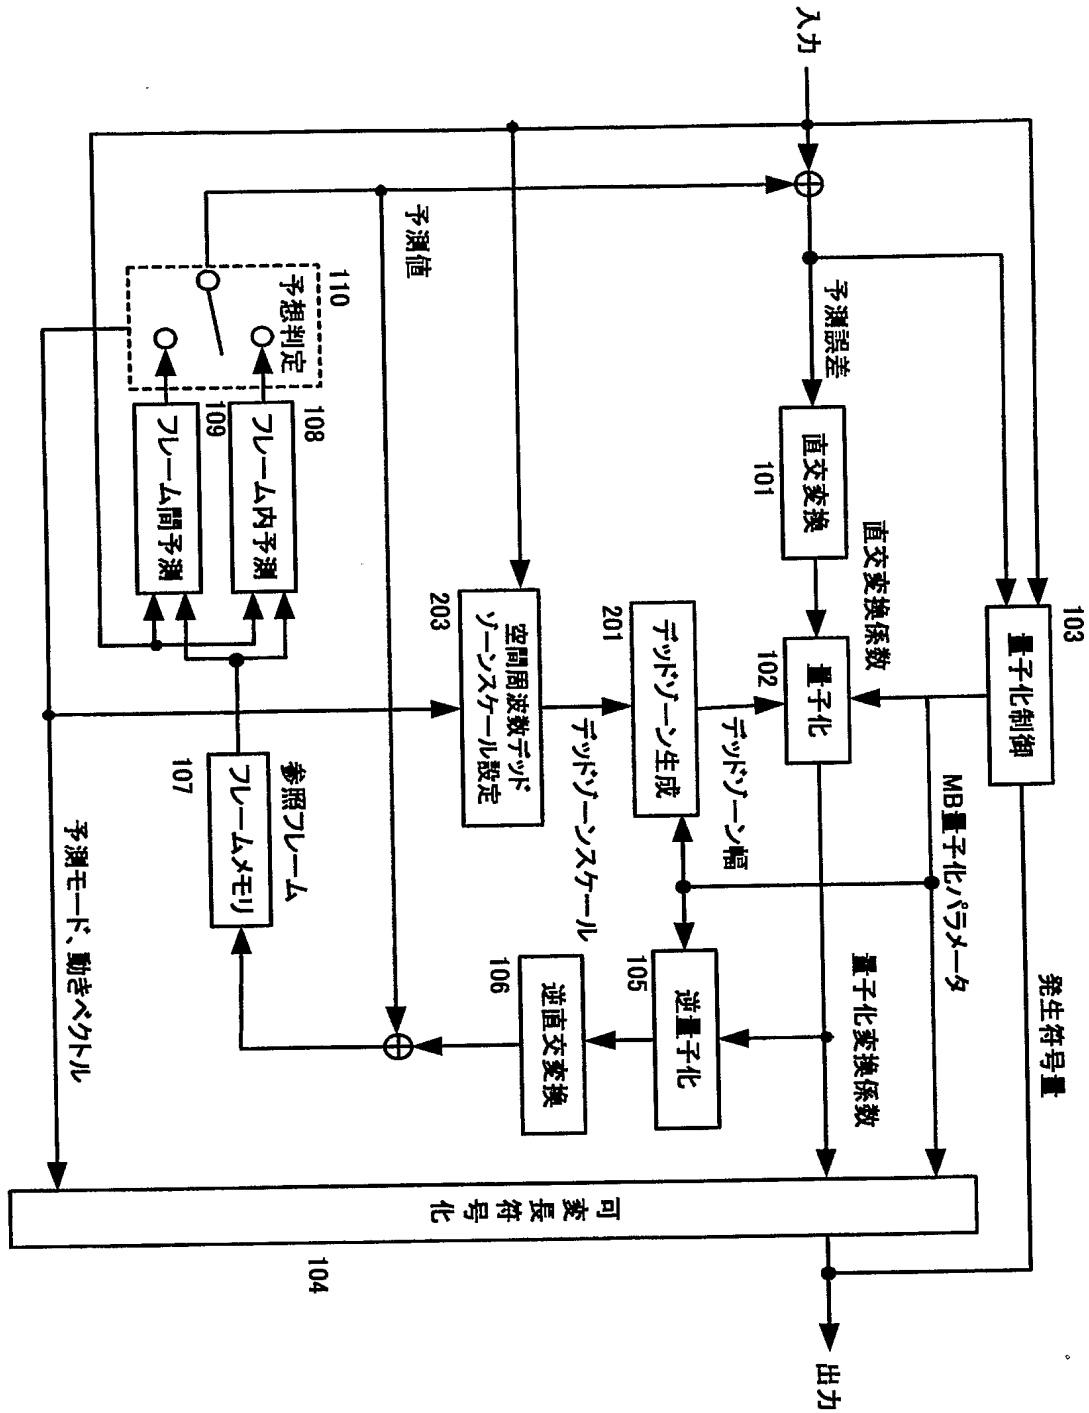 103
量子化制御
発生符号量
入力
予測誤差
直交変換
101
直交変換係数
量子化
102
MB量子化パラメータ
量子化変換係数
出力
デッドゾーン幅
デッドゾーン生成
201
逆量子化
105
デッドゾーンスケール
空間周波数デッド
ゾーンスケール設定
203
逆直交変換
106
予測値
110
予想判定
108
フレーム内予測
109
フレーム間予測
参照フレーム
フレームメモリ
107
予測モード、動きベクトル
可変長符号化
104